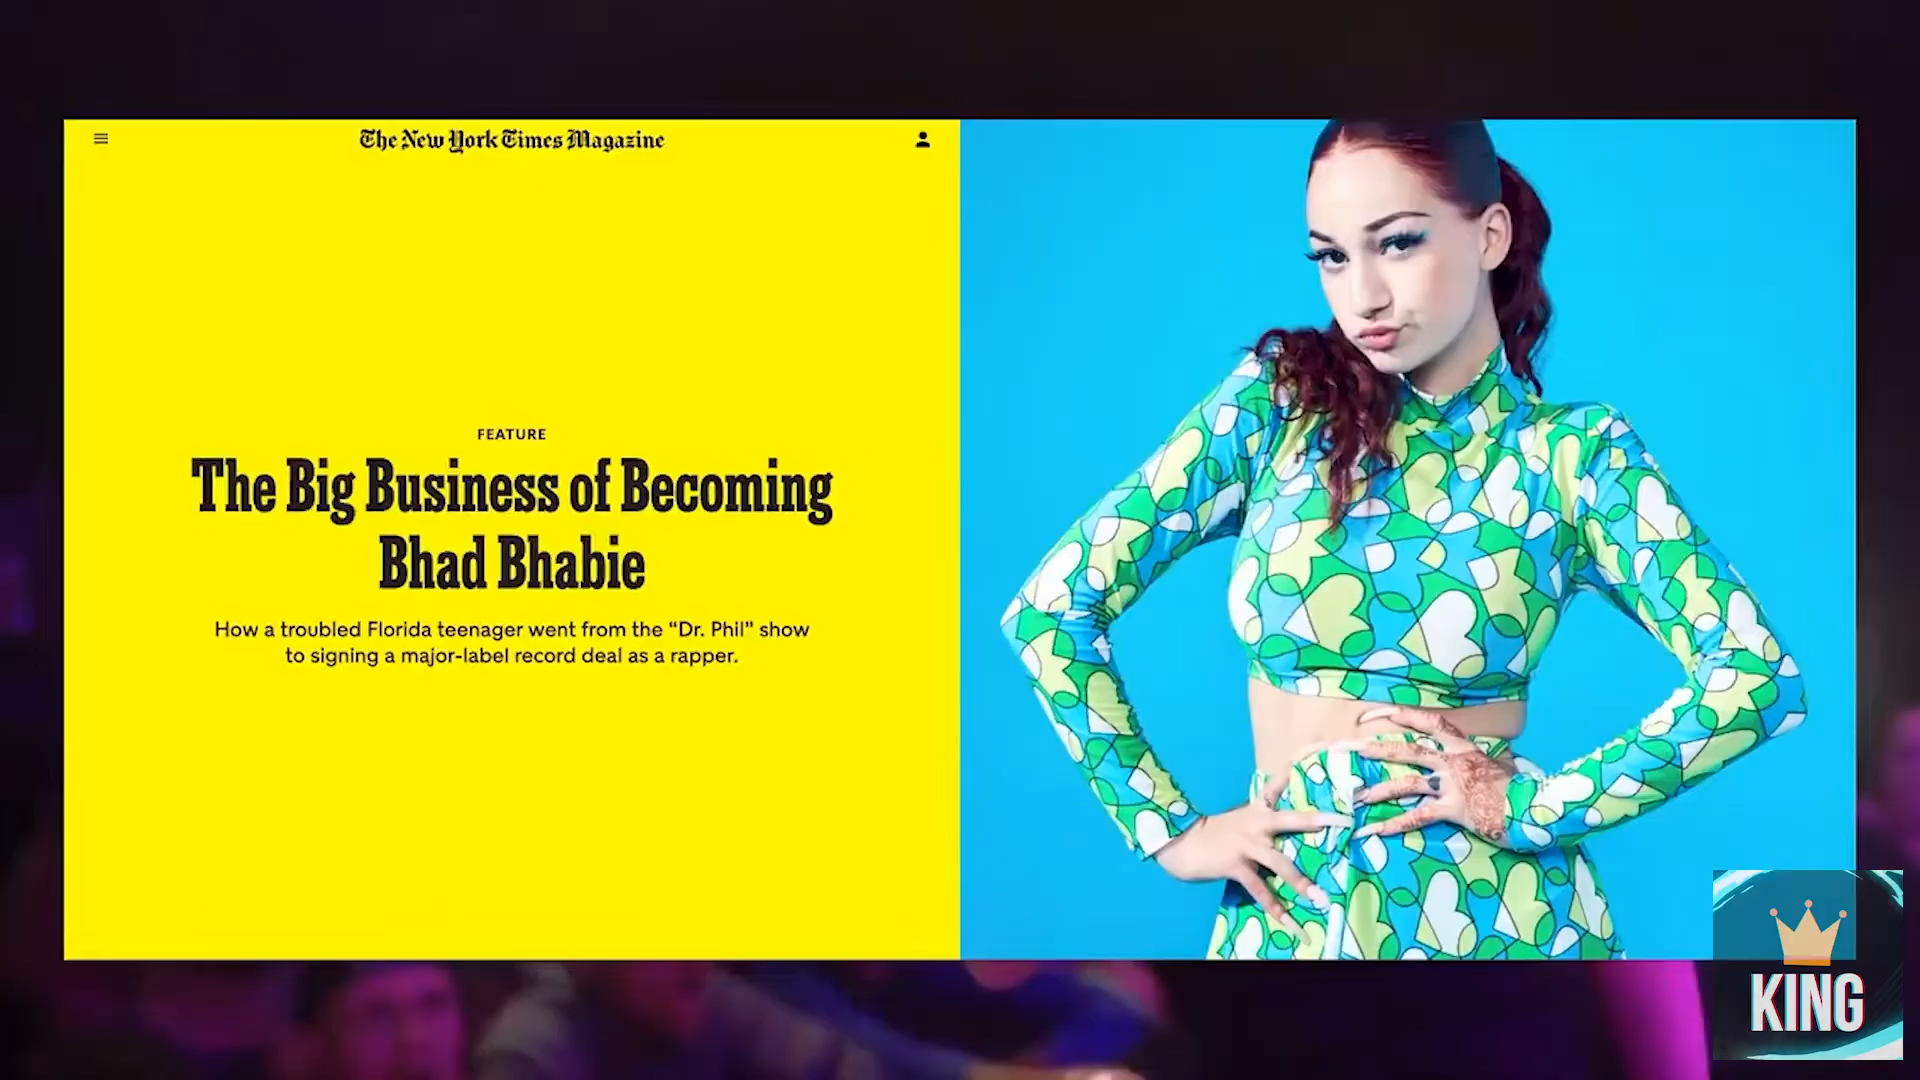 The New York Times Magazine
FEATURE
The Big Business of Becoming
Bhad Bhabie
How a troubled Florida teenager went from the “Dr. Phil” show
to signing a major-label record deal as a rapper.
KING